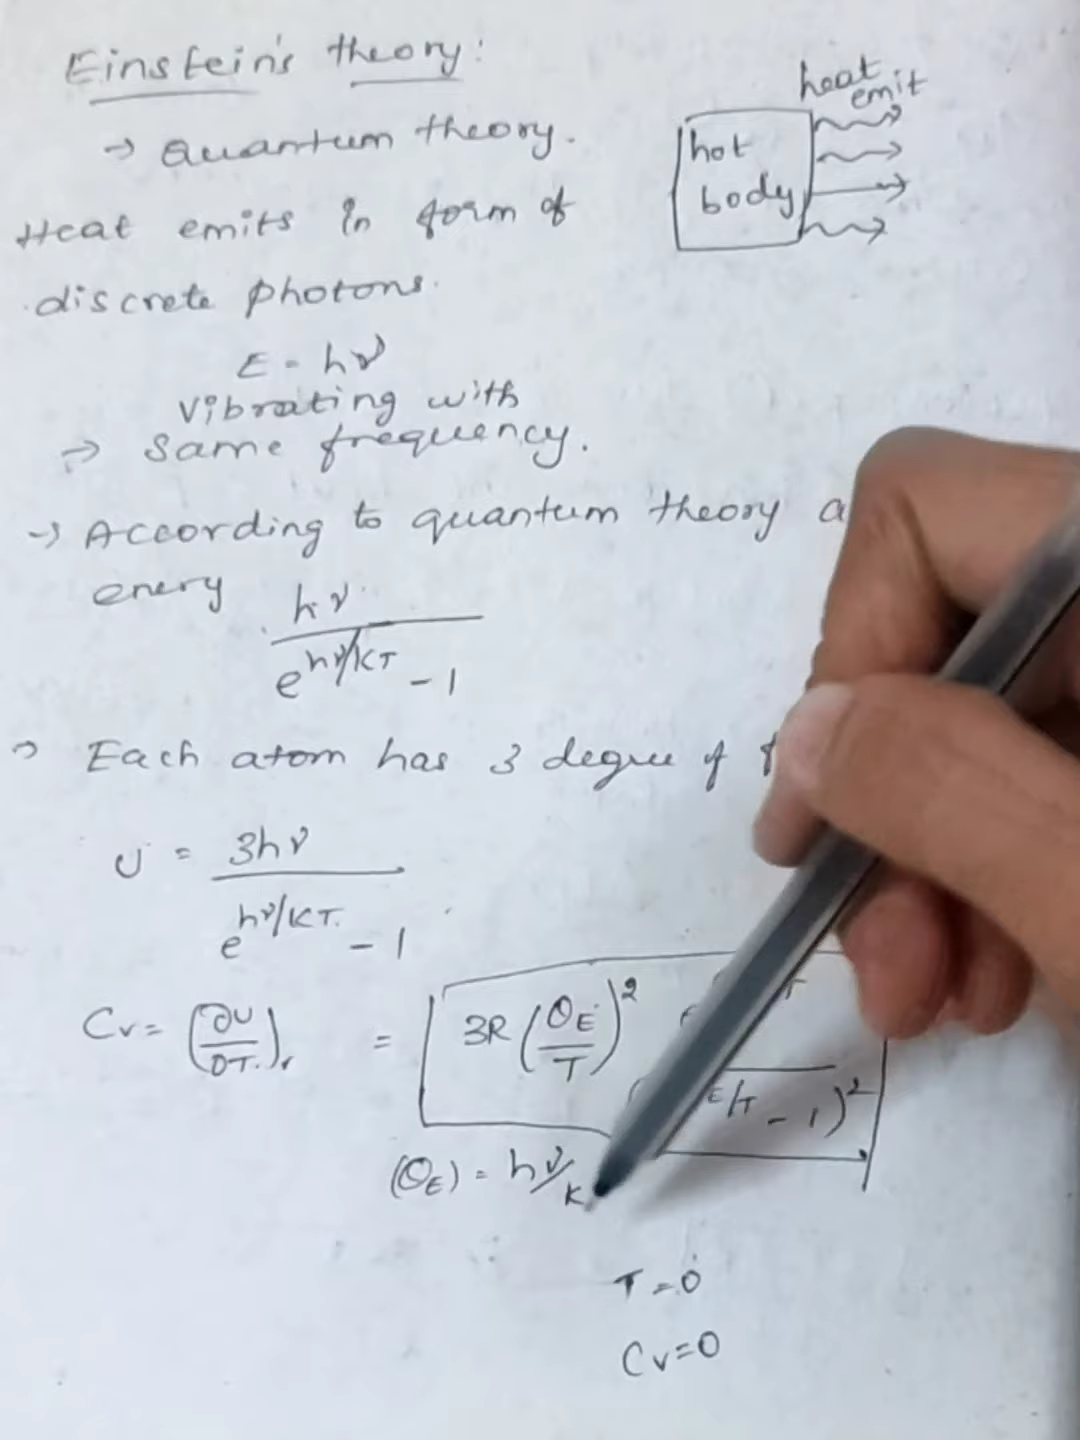 Einstein's theory:
→ Quantum theory.
heat
emit
hot
body
Heat emits in form of
discrete photons.
E = hν
Vibrating with
→ Same frequency.
→ According to quantum theory a
enery
hν
e^hν/KT - 1
→ Each atom has 3 degree of f
U = 3hν
e^hν/KT. - 1
Cv = (∂U/∂T.)v = 3R (θE/T)^2
E/T - 1)^2
(θE) = hν/K
T = 0
Cv = 0